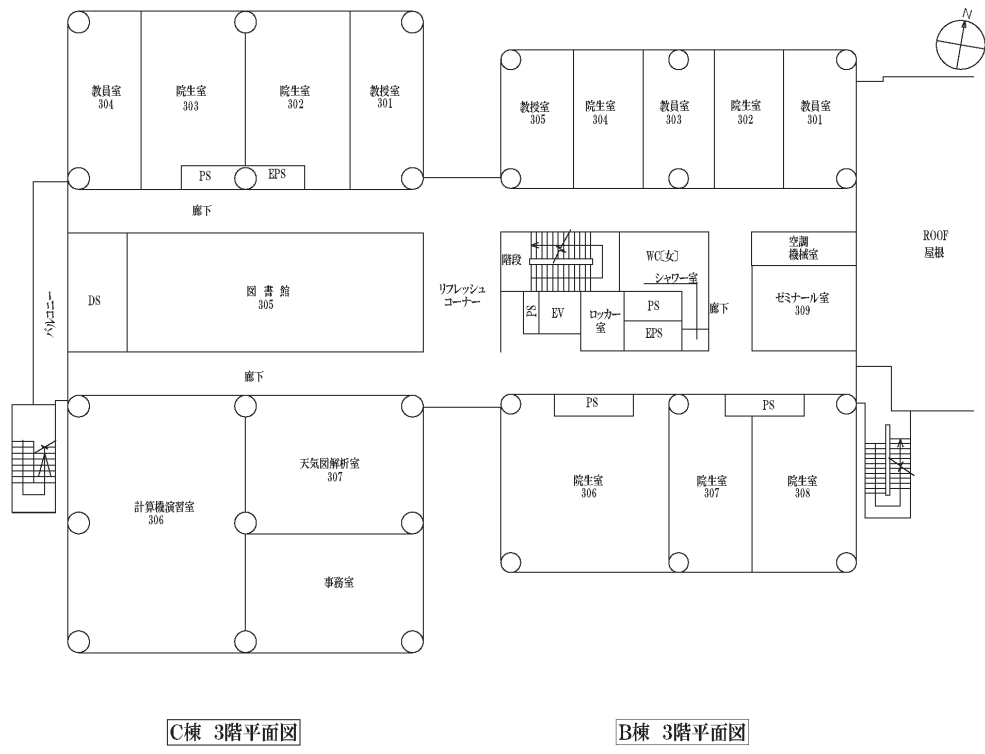 N
教員室
304
院生室
303
院生室
302
教授室
301
PS
EPS
教授室
305
院生室
304
教員室
303
院生室
302
教員室
301
廊下
バルコニー
DS
図書館
305
リフレッシュ
コーナー
階段
WC[女]
シャワー室
PS
EV
ロッカー
室
PS
EPS
廊下
空調
機械室
ゼミナール室
309
ROOF
屋根
廊下
計算機演習室
306
天気図解析室
307
事務室
PS
PS
院生室
306
院生室
307
院生室
308
C棟 3階平面図
B棟 3階平面図